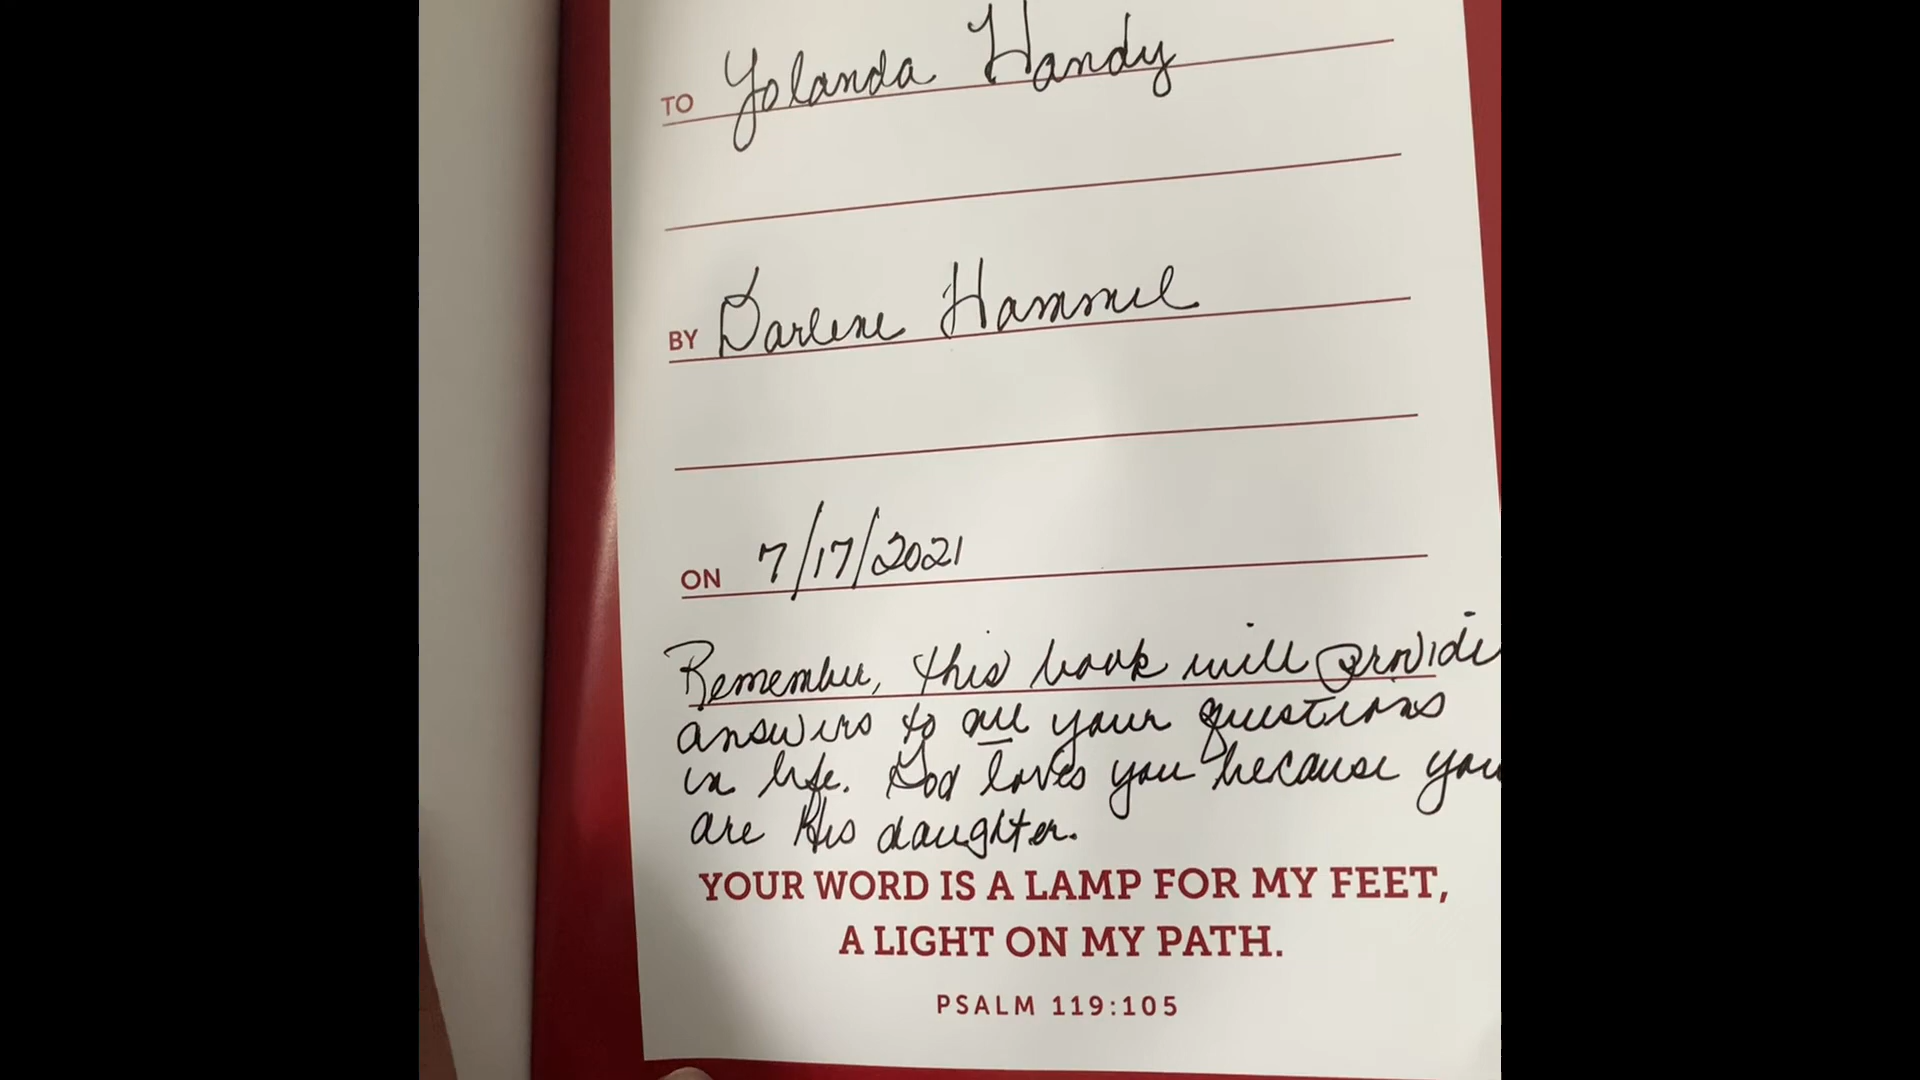 TO Yolanda Handy
BY Darlene Hammel
ON 7/17/2021
Remember, this book will provide
answers to all your questions
in life. God loves you because you
are His daughter.
YOUR WORD IS A LAMP FOR MY FEET,
A LIGHT ON MY PATH.
PSALM 119:105